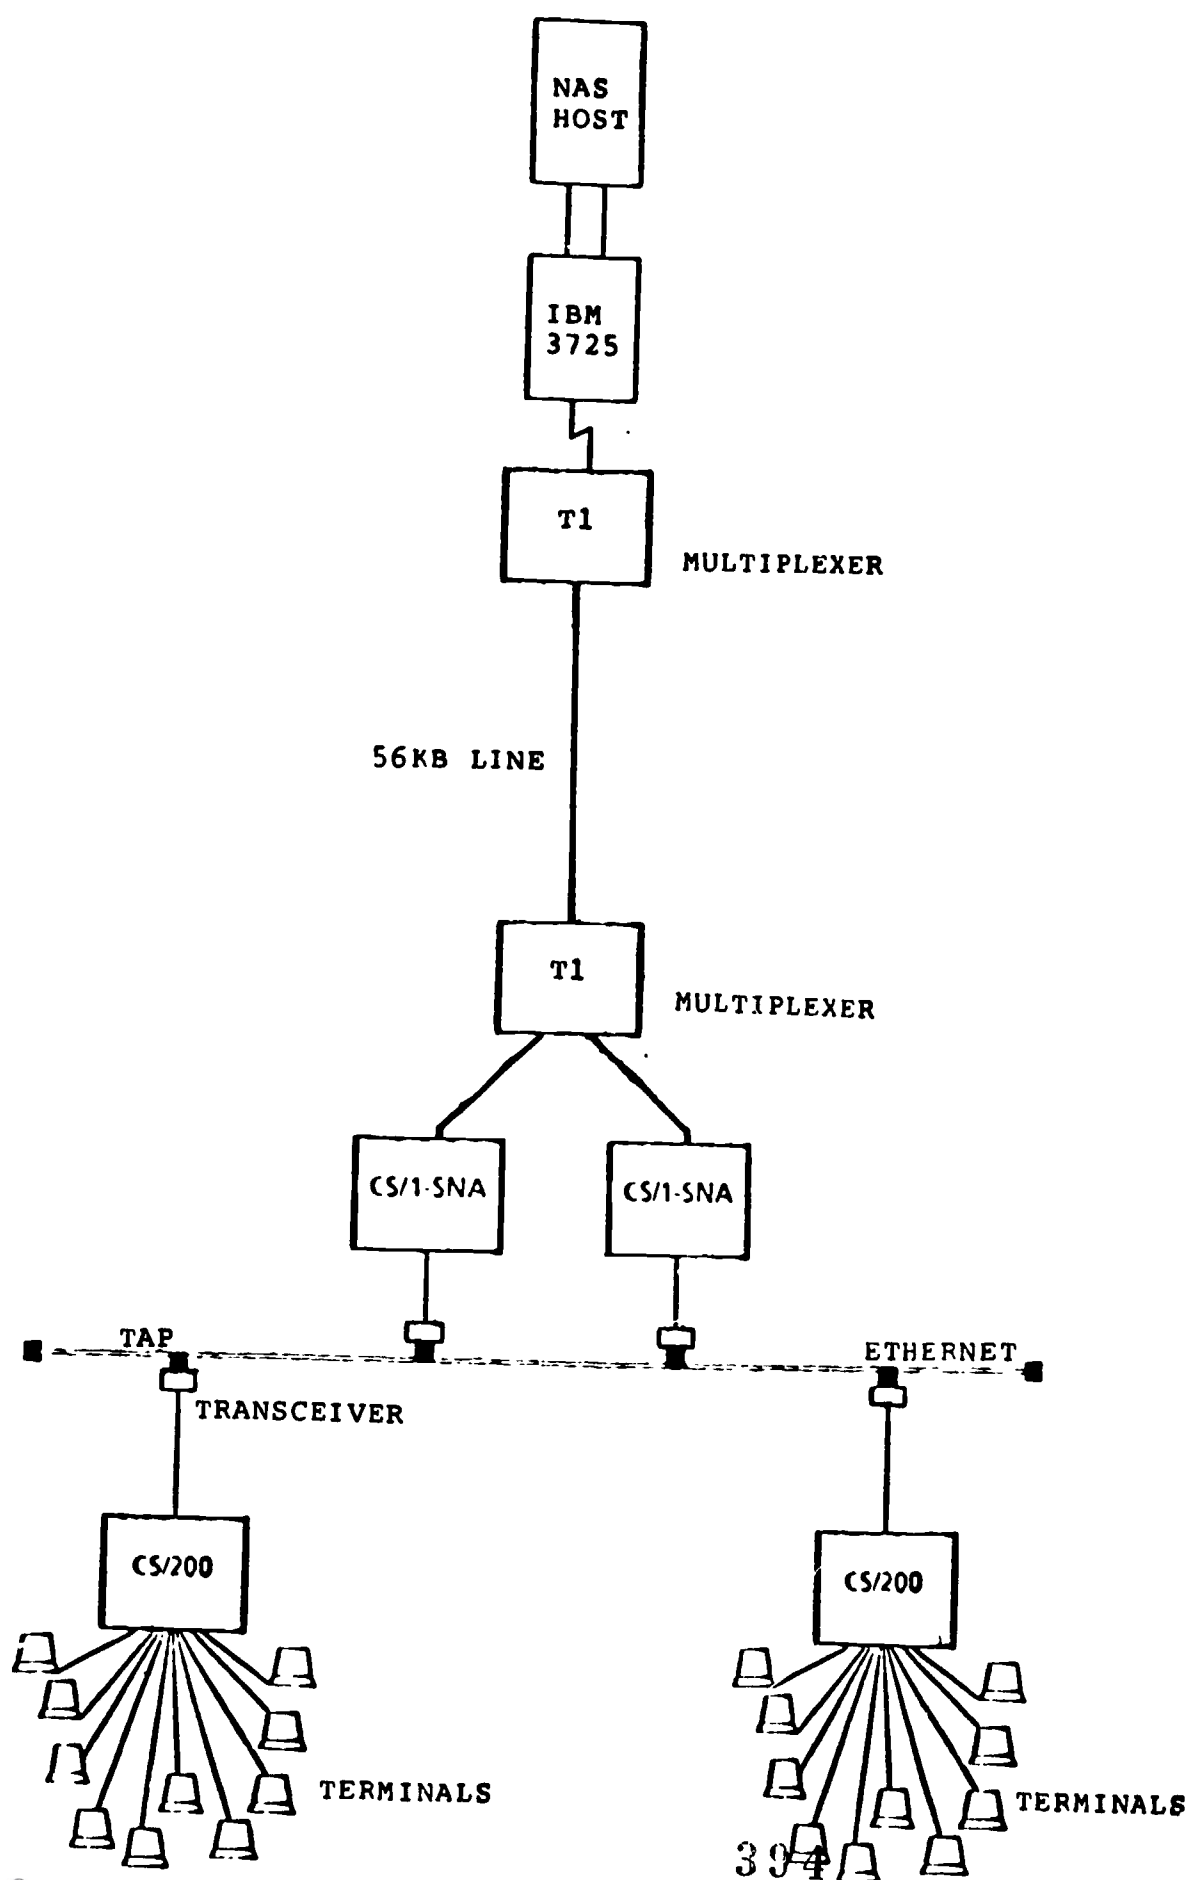 NAS
HOST
IBM
3725
T1
MULTIPLEXER
56KB LINE
T1
MULTIPLEXER
CS/1-SNA
CS/1-SNA
TAP
ETHERNET
TRANSCEIVER
CS/200
CS/200
TERMINALS
TERMINALS
394